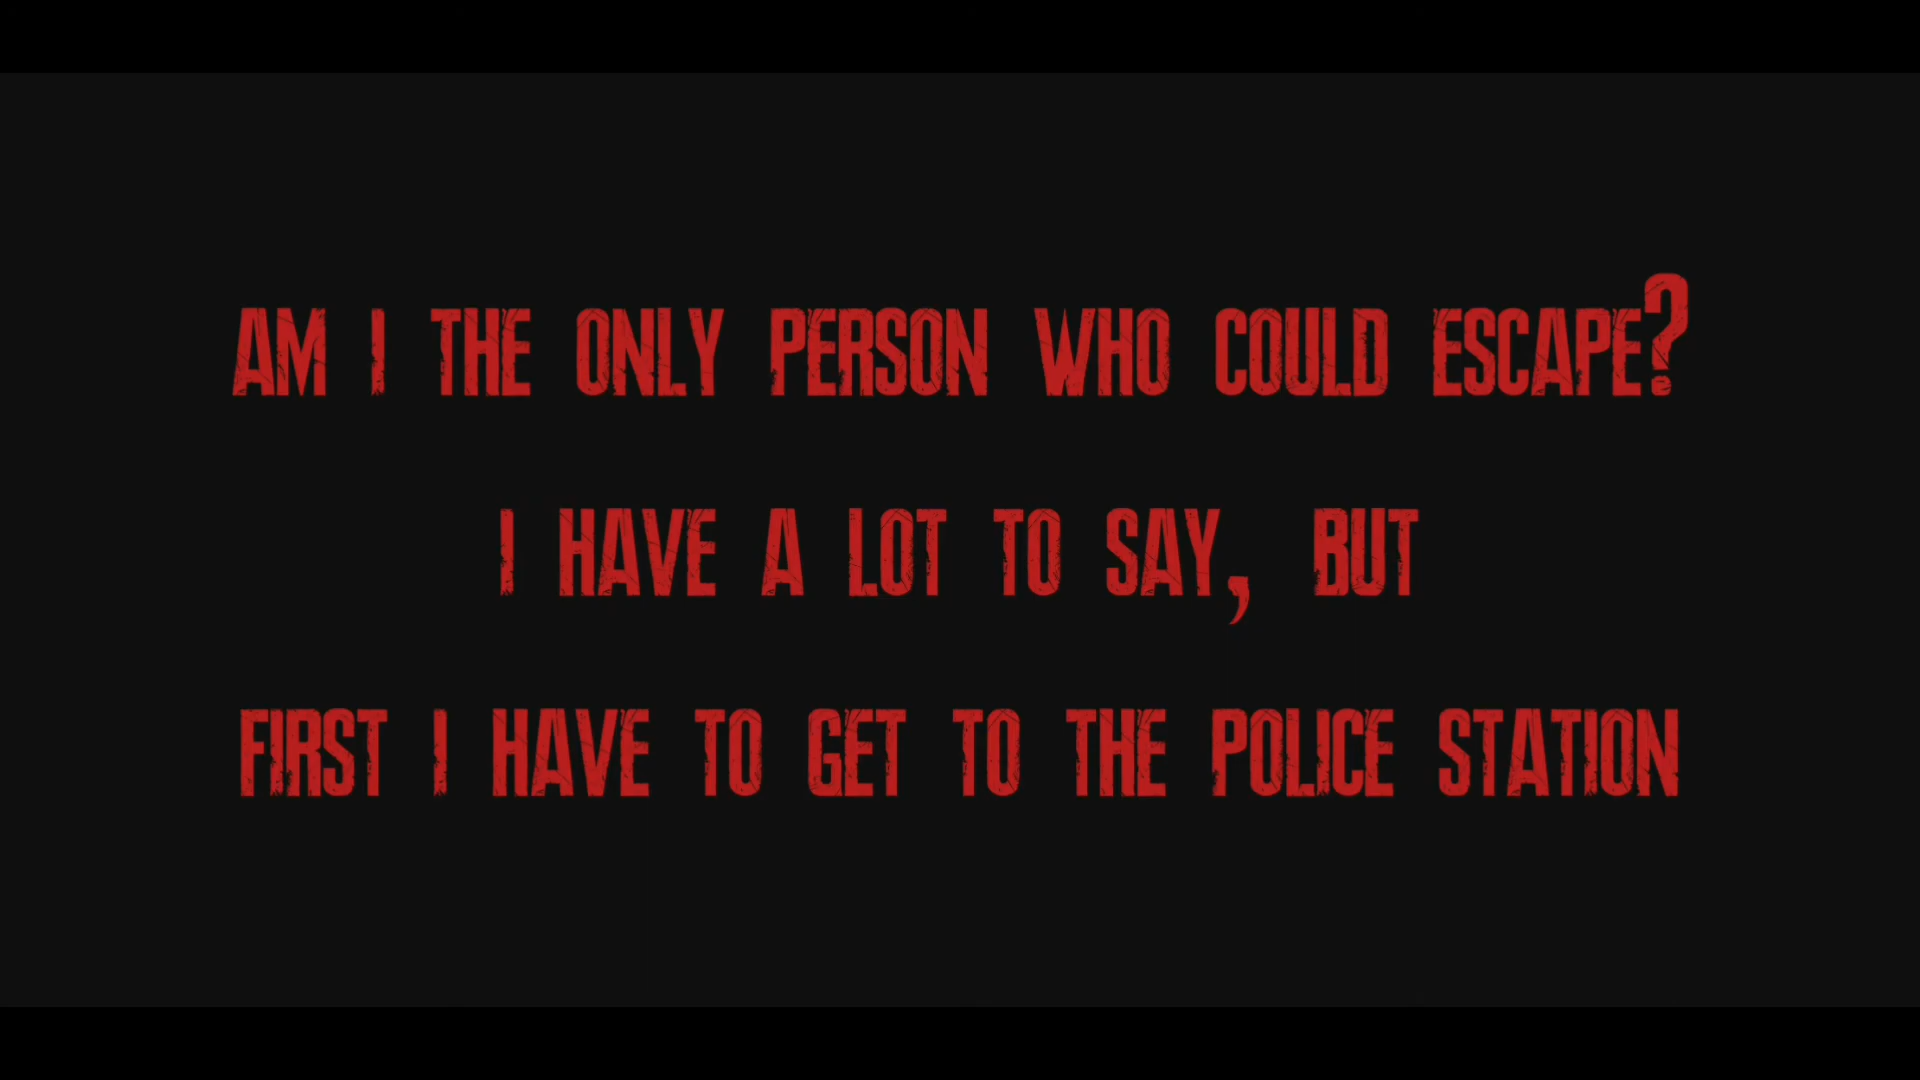 AM I THE ONLY PERSON WHO COULD ESCAPE?
I HAVE A LOT TO SAY, BUT
FIRST I HAVE TO GET TO THE POLICE STATION